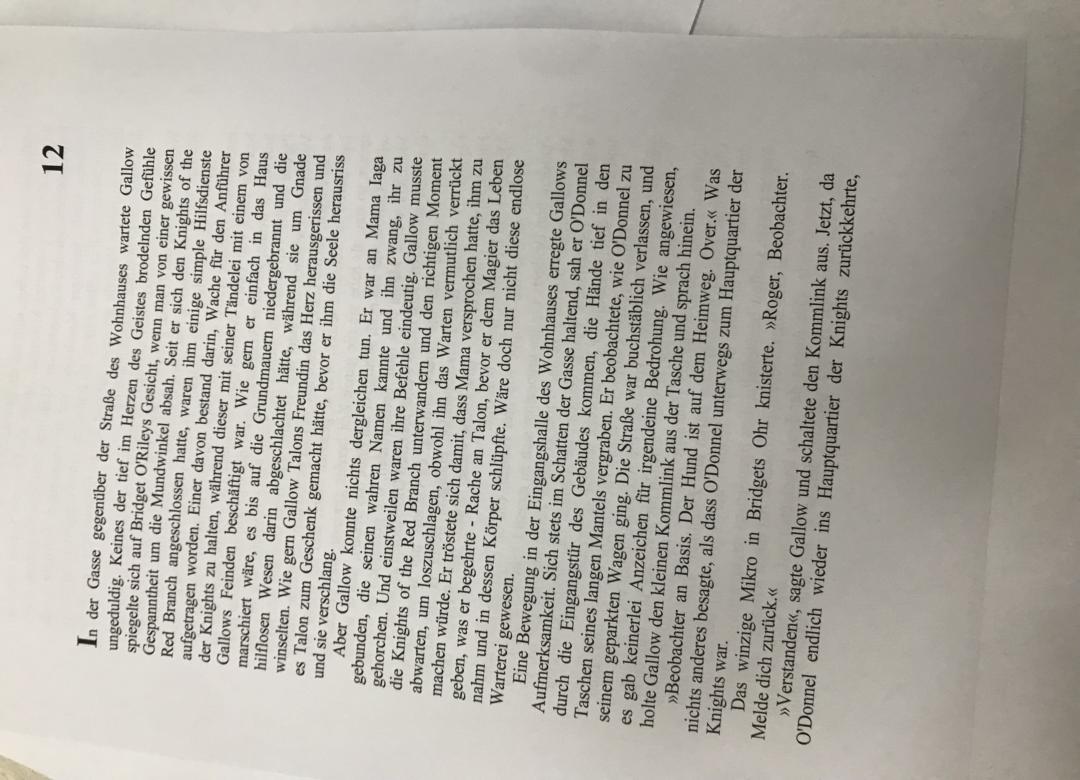 12
In der Gasse gegenüber der Straße des Wohnhauses wartete Gallow
ungeduldig. Keines der tief im Herzen des Geistes brodelnden Gefühle
spiegelte sich auf Bridget O'Rileys Gesicht, wenn man von einer gewissen
Gespanntheit um die Mundwinkel absah. Seit er sich den Knights of the
Red Branch angeschlossen hatte, waren ihm einige simple Hilfsdienste
aufgetragen worden. Einer davon bestand darin, Wache für den Anführer
der Knights zu halten, während dieser mit seiner Tändelei mit einem von
Gallows Feinden beschäftigt war. Wie gern er einfach in das Haus
marschiert wäre, es bis auf die Grundmauern niedergebrannt und die
hilflosen Wesen darin abgeschlachtet hätte, während sie um Gnade
winselten. Wie gern Gallow Talons Freundin das Herz herausgerissen und
es Talon zum Geschenk gemacht hätte, bevor er ihm die Seele herausriss
und sie verschlang.
Aber Gallow konnte nichts dergleichen tun. Er war an Mama Iaga
gebunden, die seinen wahren Namen kannte und ihn zwang, ihr zu
gehorchen. Und einstweilen waren ihre Befehle eindeutig. Gallow musste
die Knights of the Red Branch unterwandern und den richtigen Moment
abwarten, um loszuschlagen, obwohl ihn das Warten vermutlich verrückt
machen würde. Er tröstete sich damit, dass Mama versprochen hatte, ihm zu
geben, was er begehrte - Rache an Talon, bevor er dem Magier das Leben
nahm und in dessen Körper schlüpfte. Wäre doch nur nicht diese endlose
Warterei gewesen.
Eine Bewegung in der Eingangshalle des Wohnhauses erregte Gallows
Aufmerksamkeit. Sich stets im Schatten der Gasse haltend, sah er O'Donnel
durch die Eingangstür des Gebäudes kommen, die Hände tief in den
Taschen seines langen Mantels vergraben. Er beobachtete, wie O'Donnel zu
seinem geparkten Wagen ging. Die Straße war buchstäblich verlassen, und
es gab keinerlei Anzeichen für irgendeine Bedrohung. Wie angewiesen,
holte Gallow den kleinen Kommlink aus der Tasche und sprach hinein.
»Beobachter an Basis. Der Hund ist auf dem Heimweg. Over.« Was
nichts anderes besagte, als dass O'Donnel unterwegs zum Hauptquartier der
Knights war.
Das winzige Mikro in Bridgets Ohr knisterte. »Roger, Beobachter.
Melde dich zurück.«
»Verstanden«, sagte Gallow und schaltete den Kommlink aus. Jetzt, da
O'Donnel endlich wieder ins Hauptquartier der Knights zurückkehrte,